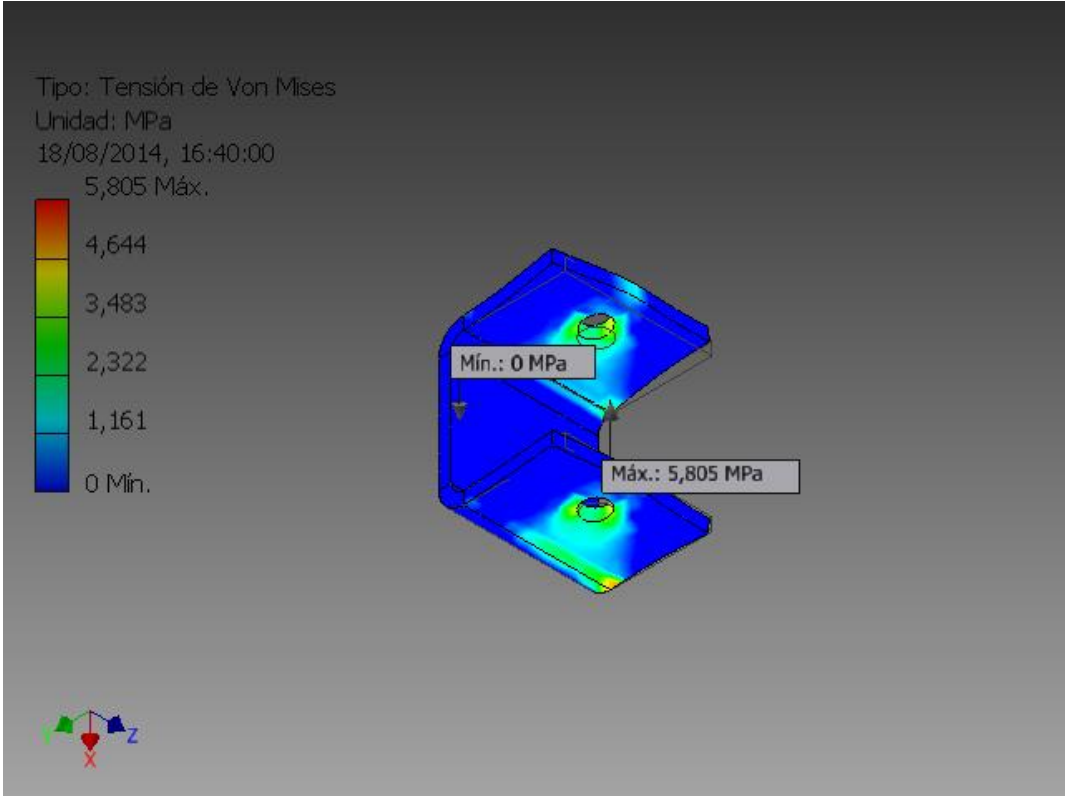 Tipo: Tensión de Von Mises
Unidad: MPa
18/08/2014, 16:40:00
5,805 Máx.
4,644
3,483
2,322
1,161
0 Mín.
Mín.: 0 MPa
Máx.: 5,805 MPa
Z
X